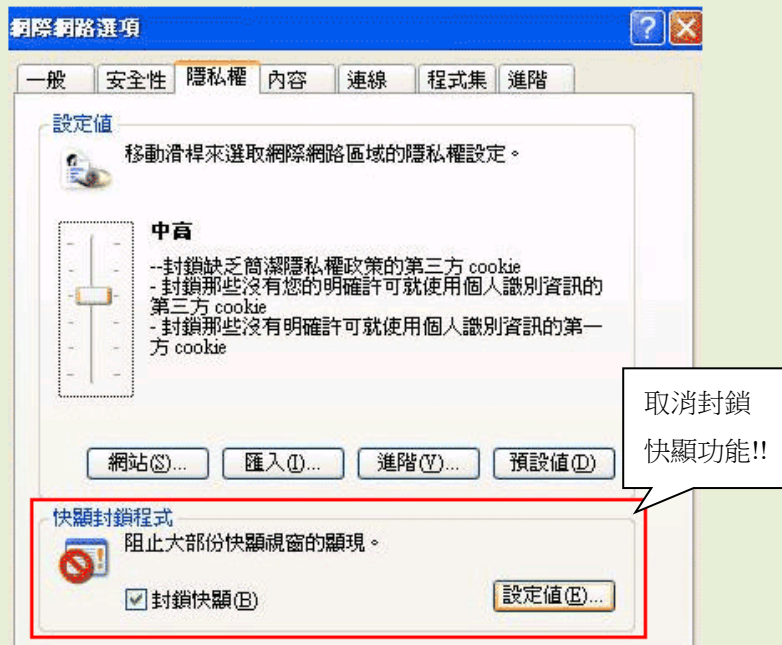 網際網路選項
一般 安全性 隱私權 內容 連線 程式集 進階
設定值
移動滑桿來選取網際網路區域的隱私權設定。
中高
--封鎖缺乏簡潔隱私權政策的第三方 cookie
- 封鎖那些沒有您的明確許可就使用個人識別資訊的
第三方 cookie
- 封鎖那些沒有明確許可就使用個人識別資訊的第一
方 cookie
取消封鎖
快顯功能!!
網站(S)... 匯入(I)... 進階(V)... 預設值(D)
快顯封鎖程式
阻止大部份快顯視窗的顯現。
封鎖快顯(B) 設定值(E)...